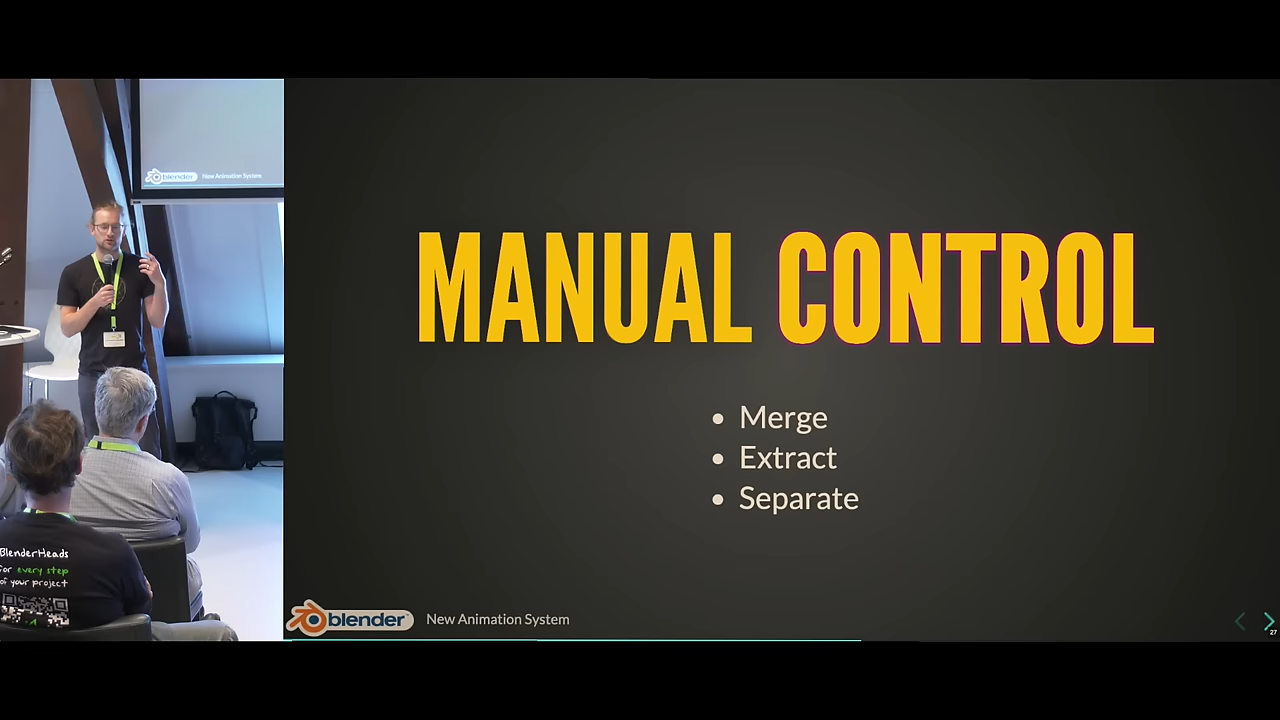 blender New Animation System
MANUAL CONTROL
Merge
Extract
Separate
BlenderHeads
for every step
of your project
blender New Animation System
27